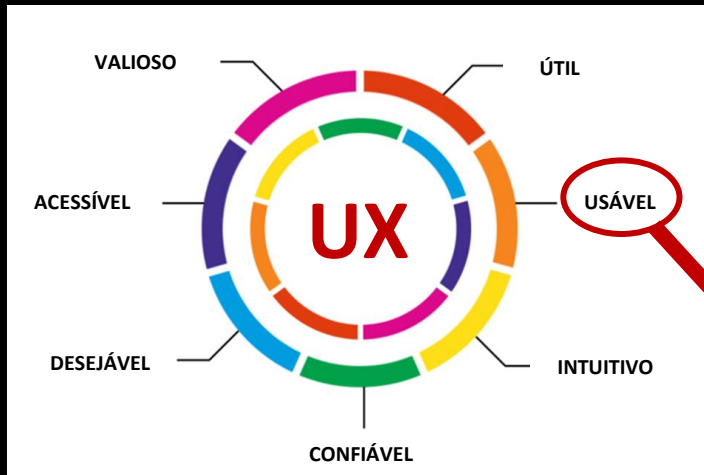 VALIOSO
ÚTIL
ACESSÍVEL
UX
USÁVEL
DESEJÁVEL
INTUITIVO
CONFIÁVEL